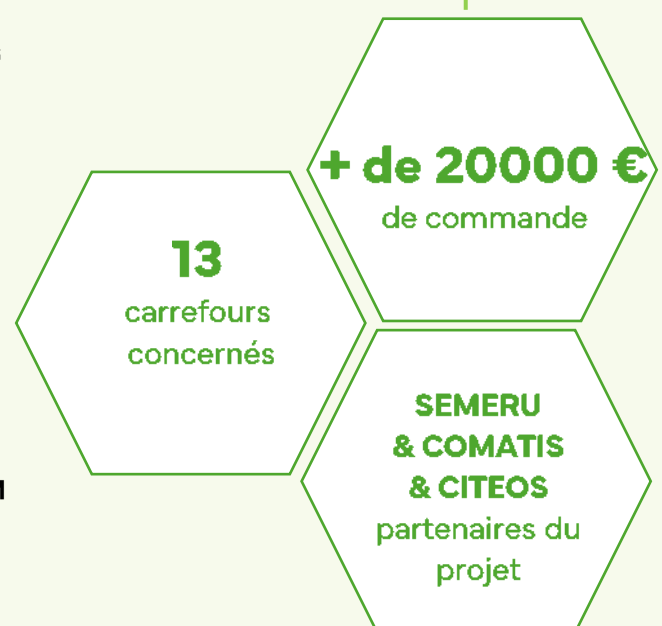 + de 20000 €
de commande
13
carrefours
concernés
SEMERU
& COMATIS
& CITEOS
partenaires du
projet